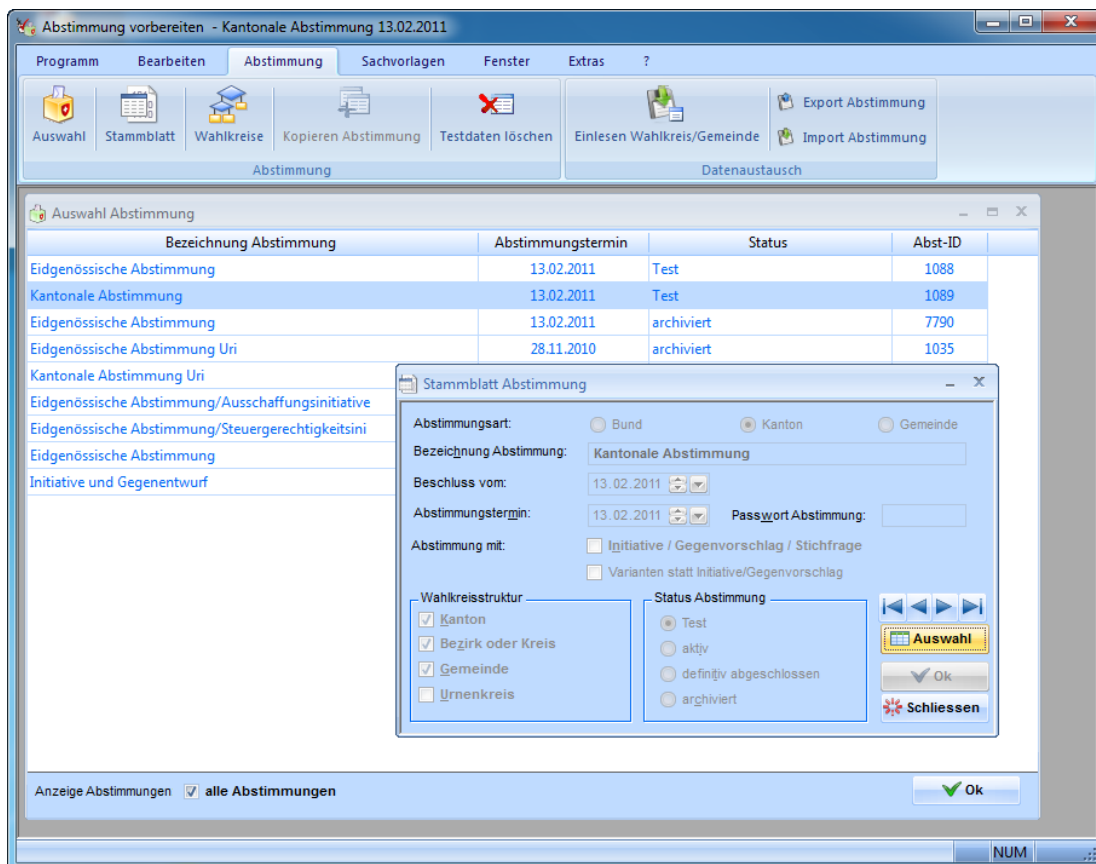 Abstimmung vorbereiten - Kantonale Abstimmung 13.02.2011
Programm Bearbeiten Abstimmung Sachvorlagen Fenster Extras ?
Auswahl Stammblatt Wahlkreise Kopieren Abstimmung Testdaten löschen Einlesen Wahlkreis/Gemeinde Export Abstimmung
Import Abstimmung
Abstimmung Datenaustausch
Auswahl Abstimmung
Bezeichnung Abstimmung Abstimmungstermin Status Abst-ID
Eidgenössische Abstimmung 13.02.2011 Test 1088
Kantonale Abstimmung 13.02.2011 Test 1089
Eidgenössische Abstimmung 13.02.2011 archiviert 7790
Eidgenössische Abstimmung Uri 28.11.2010 archiviert 1035
Kantonale Abstimmung Uri
Eidgenössische Abstimmung/Ausschaffungsinitiative
Eidgenössische Abstimmung/Steuergerechtigkeitsini
Eidgenössische Abstimmung
Initiative und Gegenentwurf
Stammblatt Abstimmung
Abstimmungsart: Bund Kanton Gemeinde
Bezeichnung Abstimmung: Kantonale Abstimmung
Beschluss vom: 13.02.2011
Abstimmungstermin: 13.02.2011 Passwort Abstimmung:
Abstimmung mit: Initiative / Gegenvorschlag / Stichfrage
Varianten statt Initiative/Gegenvorschlag
Wahlkreisstruktur
Kanton
Bezirk oder Kreis
Gemeinde
Urnenkreis
Status Abstimmung
Test
aktiv
definitiv abgeschlossen
archiviert
Auswahl
Ok
Schliessen
Anzeige Abstimmungen alle Abstimmungen Ok
NUM